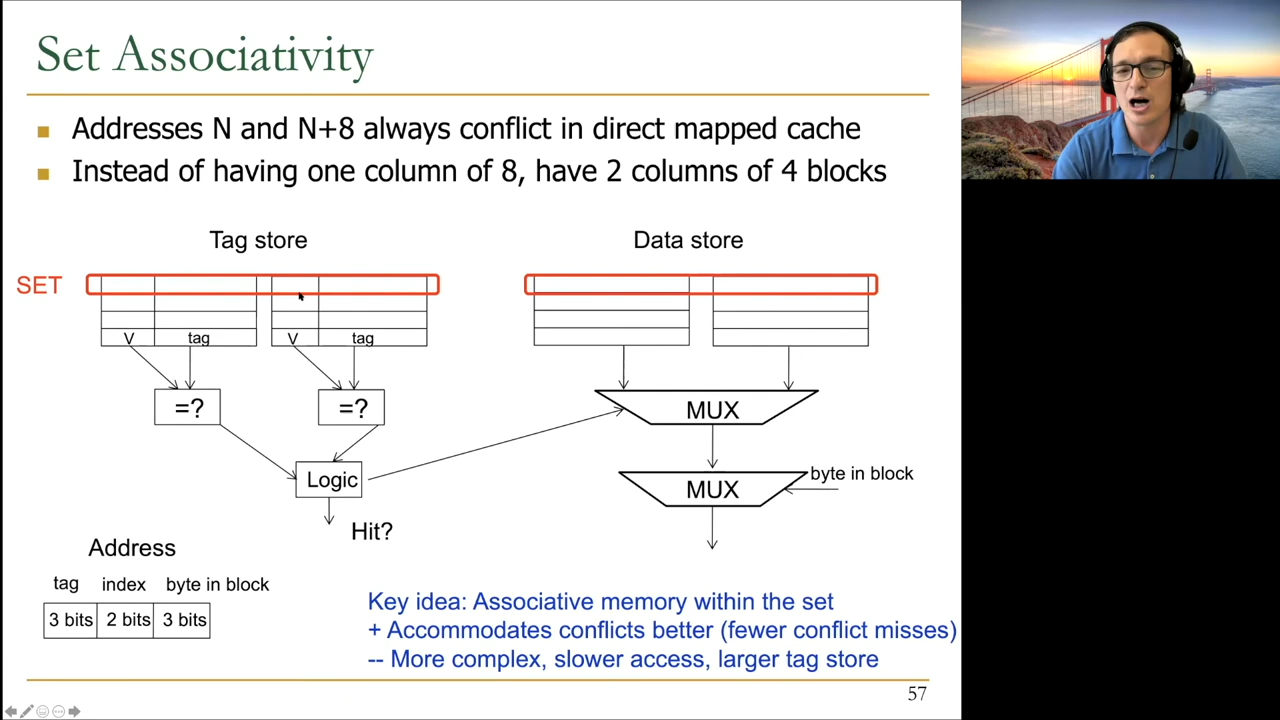 Set Associativity
Addresses N and N+8 always conflict in direct mapped cache
Instead of having one column of 8, have 2 columns of 4 blocks
Tag store
Data store
SET
V
tag
V
tag
=?
=?
MUX
Logic
byte in block
MUX
Hit?
Address
tag
index
byte in block
3 bits
2 bits
3 bits
Key idea: Associative memory within the set
+ Accommodates conflicts better (fewer conflict misses)
-- More complex, slower access, larger tag store
57